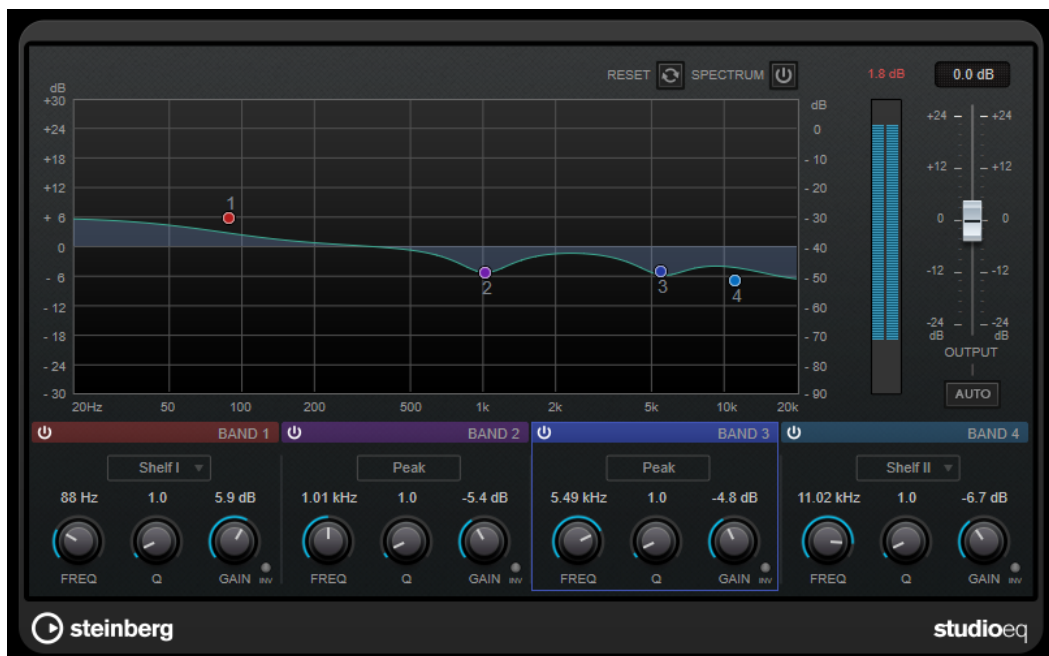 RESET SPECTRUM 1.8 dB 0.0 dB
dB
+30
+24
+18
+12
+ 6
0
- 6
- 12
- 18
- 24
- 30
1
2
3
4
dB
0
- 10
- 20
- 30
- 40
- 50
- 60
- 70
- 80
- 90
+24 +24
+12 +12
0 0
-12 -12
-24 -24
dB dB
OUTPUT
AUTO
20Hz 50 100 200 500 1k 2k 5k 10k 20k
BAND 1 BAND 2 BAND 3 BAND 4
Shelf I Peak Peak Shelf II
88 Hz 1.0 5.9 dB 1.01 kHz 1.0 -5.4 dB 5.49 kHz 1.0 -4.8 dB 11.02 kHz 1.0 -6.7 dB
FREQ Q GAIN INV FREQ Q GAIN INV FREQ Q GAIN INV FREQ Q GAIN INV
steinberg studioeq